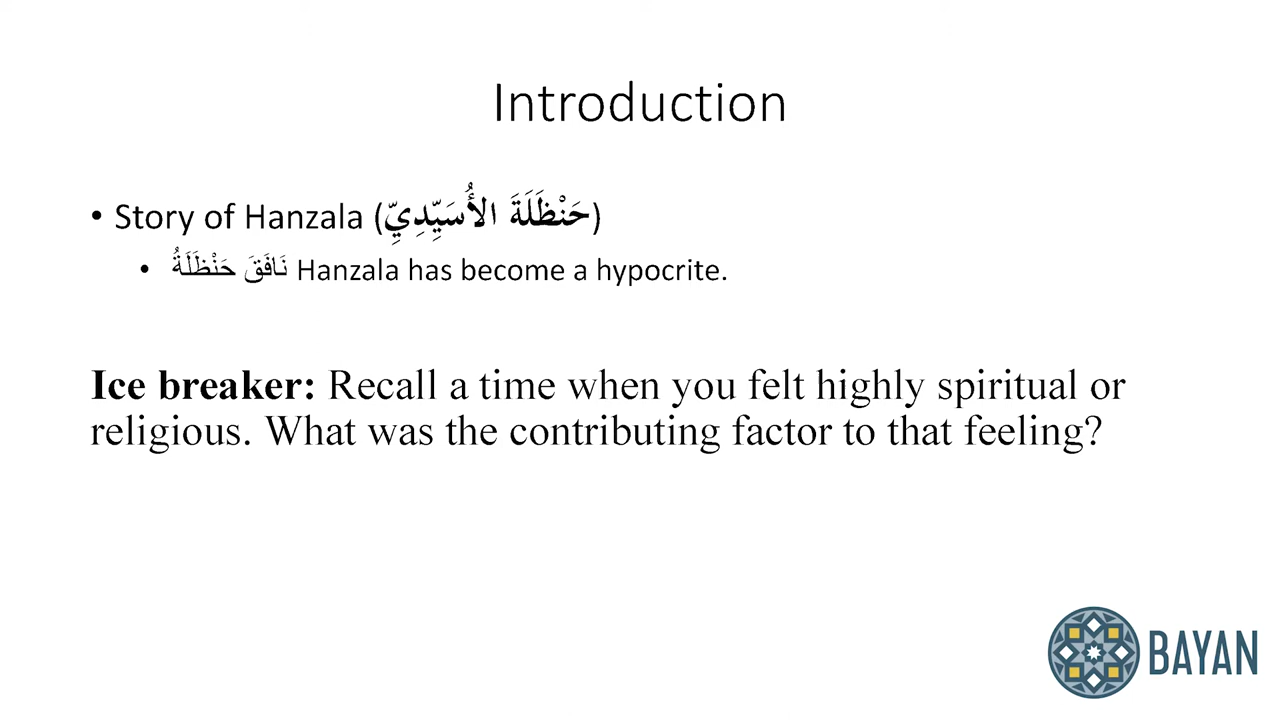 Introduction
• Story of Hanzala (حَنْظَلَةَ الأُسَيِّدِيِّ)
• نَافَقَ حَنْظَلَةُ Hanzala has become a hypocrite.
Ice breaker: Recall a time when you felt highly spiritual or
religious. What was the contributing factor to that feeling?
BAYAN